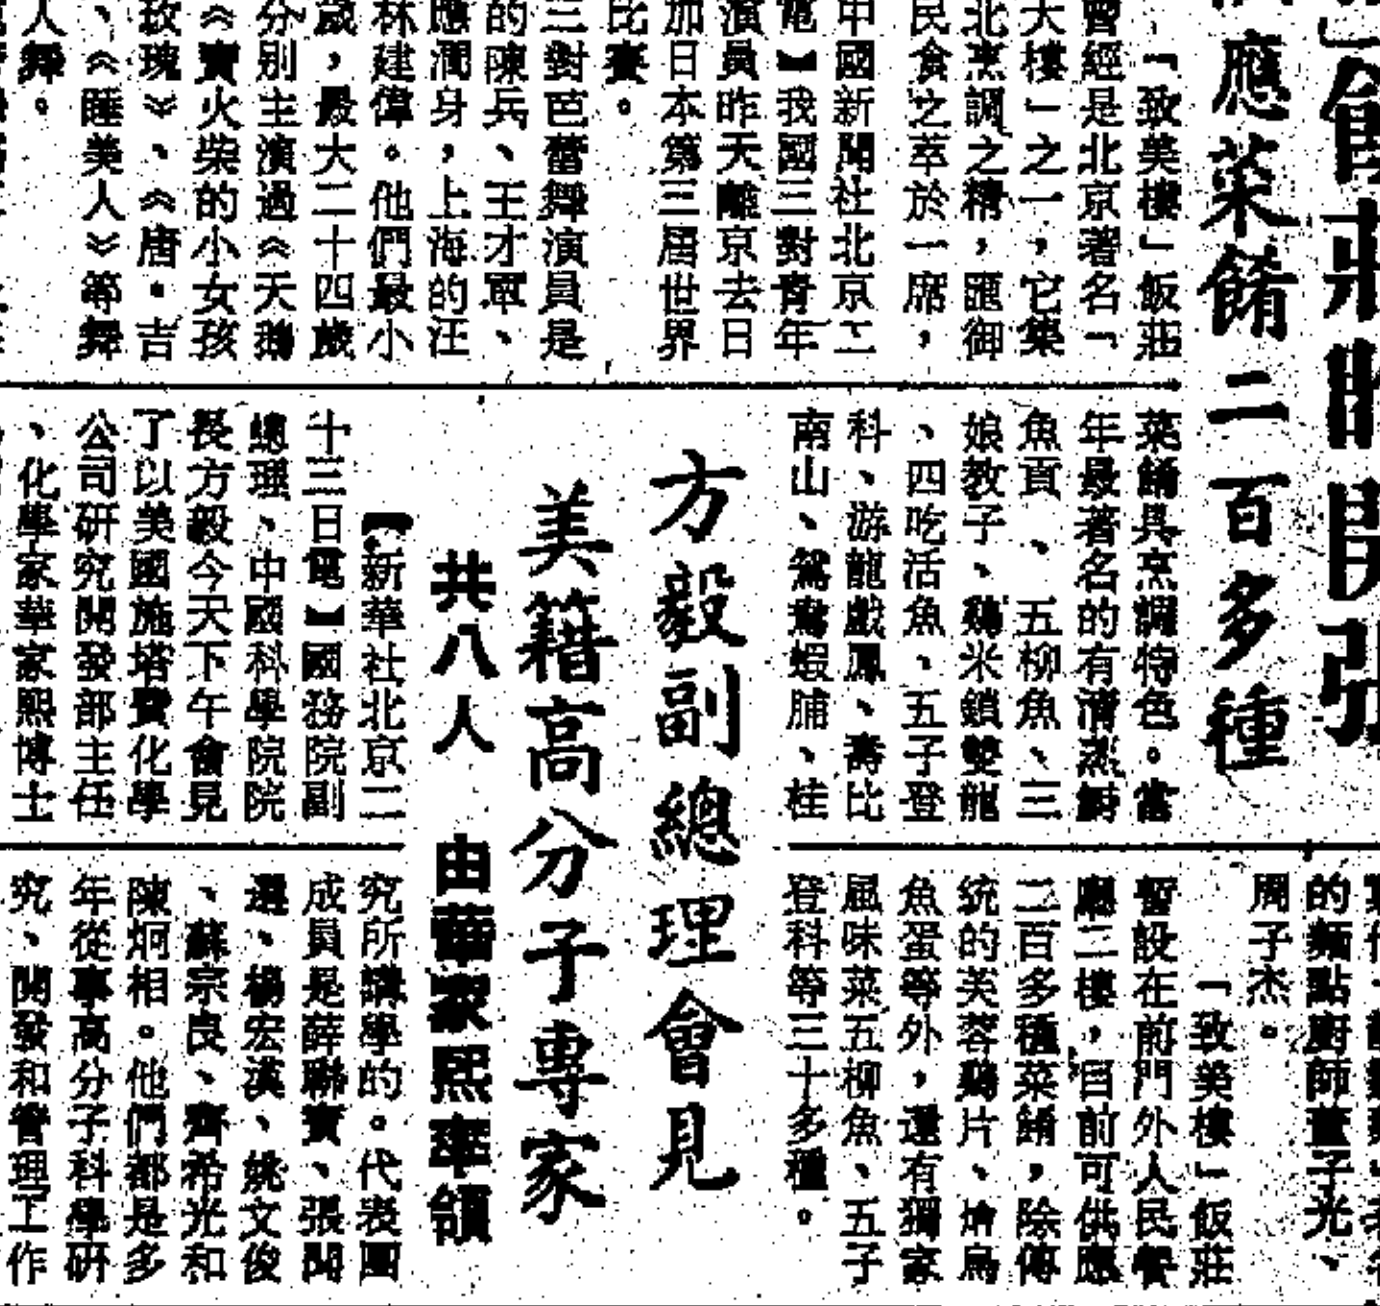 飯莊將開張
應菜餚二百多種
「致美樓」飯莊
曾經是北京著名「
大樓」之一，它集
北烹調之精，匯御
民食之萃於一席，
菜餚具烹調特色。當
年最著名的有清蒸鰣
魚頁、五柳魚、三
娘教子、鷄米鎖雙龍
、四吃活魚、五子登
科、游龍戲鳳、壽比
南山、鴛鴦蝦脯、桂
的麵點廚師董子光、
周子杰。
「致美樓」飯莊
暫設在前門外人民餐
廳二樓，目前可供應
二百多種菜餚，除傳
統的芙蓉鷄片、燴烏
魚蛋等外，還有獨家
風味菜五柳魚、五子
登科等三十多種。
中國新聞社北京二
電】我國三對青年
演員昨天離京去日
加日本第三屆世界
比賽。
三對芭蕾舞演員是
的陳兵、王才軍、
應潤身，上海的汪
林建偉。他們最小
歲，最大二十四歲
分別主演過《天鵝
《賣火柴的小女孩
玫瑰》、《唐·吉
、《睡美人》等舞
人舞。
方毅副總理會見
美籍高分子專家
共八人 由華家熙率領
【新華社北京二
十三日電】國務院副
總理、中國科學院院
長方毅今天下午會見
了以美國施塔費化學
公司研究開發部主任
、化學家華家熙博士
究所講學的。代表團
成員是薛聯寶、張閏
選、楊宏漢、姚文俊
、蘇宗良、齊希光和
陳炯相。他們都是多
年從事高分子科學研
究、開發和管理工作